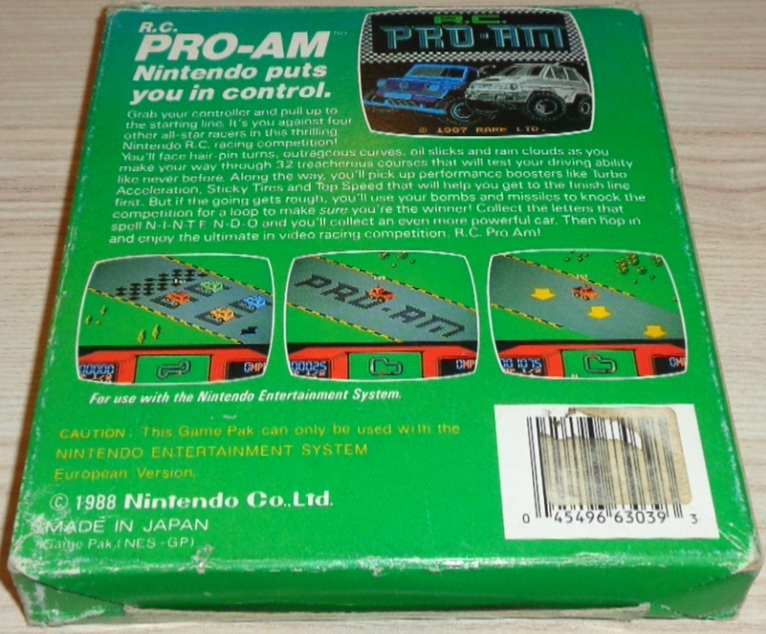 R.C.
PRO-AM
Nintendo puts
you in control.
R.C.
PRO-AM
© 1987 RARE LTD.
Grab your controller and pull up to
the starting line. It's you against four
other all-star racers in this thrilling
Nintendo R.C. racing competition!
You'll face hair-pin turns, outrageous curves, oil slicks and rain clouds as you
make your way through 32 treacherous courses that will test your driving ability
like never before. Along the way, you'll pick up performance boosters like Turbo
Acceleration, Sticky Tires and Top Speed that will help you get to the finish line
first. But if the going gets rough, you'll use your bombs and missiles to knock the
competition for a loop to make sure you're the winner! Collect the letters that
spell N-I-N-T-E-N-D-O and you'll collect an even more powerful car. Then hop in
and enjoy the ultimate in video racing competition. R.C. Pro Am!
PRO-AM
00000
0MPH
00025
0MPH
001075
0MPH
For use with the Nintendo Entertainment System.
CAUTION: This Game Pak can only be used with the
NINTENDO ENTERTAINMENT SYSTEM
European Version.
© 1988 Nintendo Co., Ltd.
MADE IN JAPAN
Game Pak (NES-GP)
0 45496 63039 3